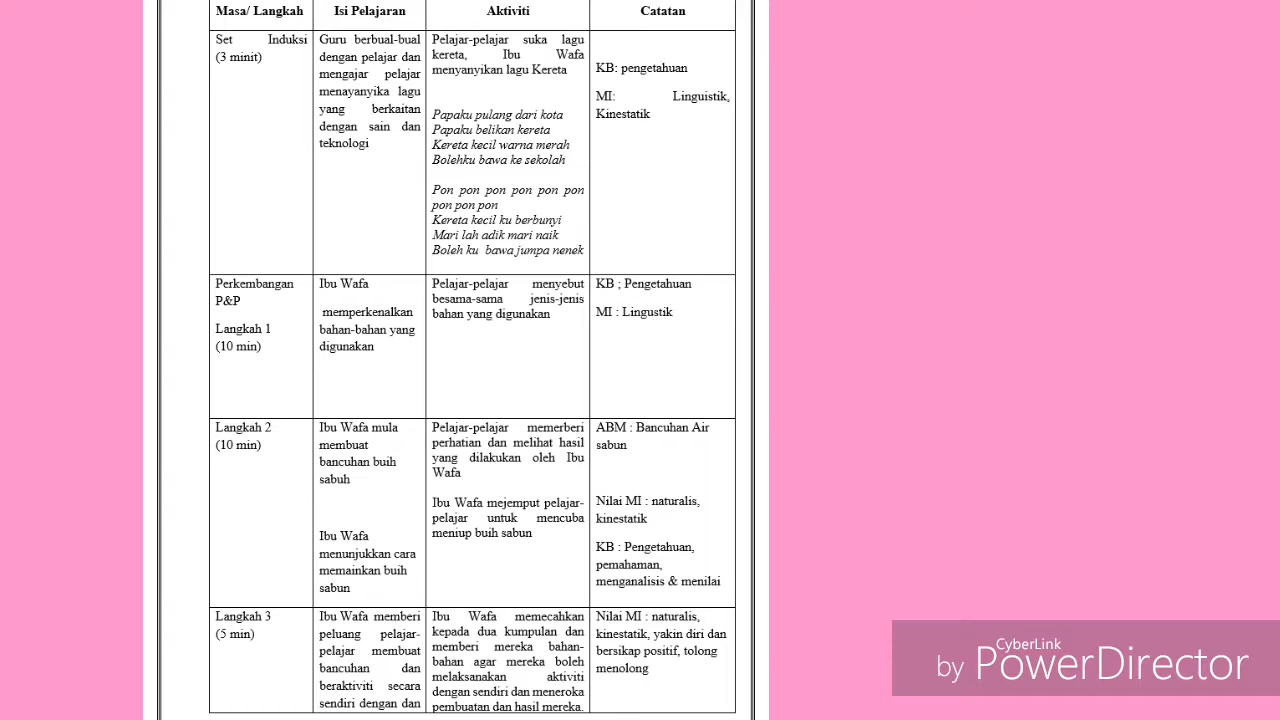 Masa/ Langkah
Isi Pelajaran
Aktiviti
Catatan
Set Induksi
(3 minit)
Guru berbual-bual
dengan pelajar dan
mengajar pelajar
menayanyika lagu
yang berkaitan
dengan sain dan
teknologi
Pelajar-pelajar suka lagu
kereta, Ibu Wafa
menyanyikan lagu Kereta
Papaku pulang dari kota
Papaku belikan kereta
Kereta kecil warna merah
Bolehku bawa ke sekolah
Pon pon pon pon pon pon
pon pon pon
Kereta kecil ku berbunyi
Mari lah adik mari naik
Boleh ku bawa jumpa nenek
KB: pengetahuan
MI: Linguistik,
Kinestatik
Perkembangan
P&P
Langkah 1
(10 min)
Ibu Wafa
memperkenalkan
bahan-bahan yang
digunakan
Pelajar-pelajar menyebut
besama-sama jenis-jenis
bahan yang digunakan
KB ; Pengetahuan
MI : Lingustik
Langkah 2
(10 min)
Ibu Wafa mula
membuat
bancuhan buih
sabuh
Ibu Wafa
menunjukkan cara
memainkan buih
sabun
Pelajar-pelajar memerberi
perhatian dan melihat hasil
yang dilakukan oleh Ibu
Wafa
Ibu Wafa mejemput pelajar-
pelajar untuk mencuba
meniup buih sabun
ABM : Bancuhan Air
sabun
Nilai MI : naturalis,
kinestatik
KB : Pengetahuan,
pemahaman,
menganalisis & menilai
Langkah 3
(5 min)
Ibu Wafa memberi
peluang pelajar-
pelajar membuat
bancuhan dan
beraktiviti secara
sendiri dengan dan
Ibu Wafa memecahkan
kepada dua kumpulan dan
memberi mereka bahan-
bahan agar mereka boleh
melaksanakan aktiviti
dengan sendiri dan meneroka
pembuatan dan hasil mereka.
Nilai MI : naturalis,
kinestatik, yakin diri dan
bersikap positif, tolong
menolong
CyberLink
by PowerDirector